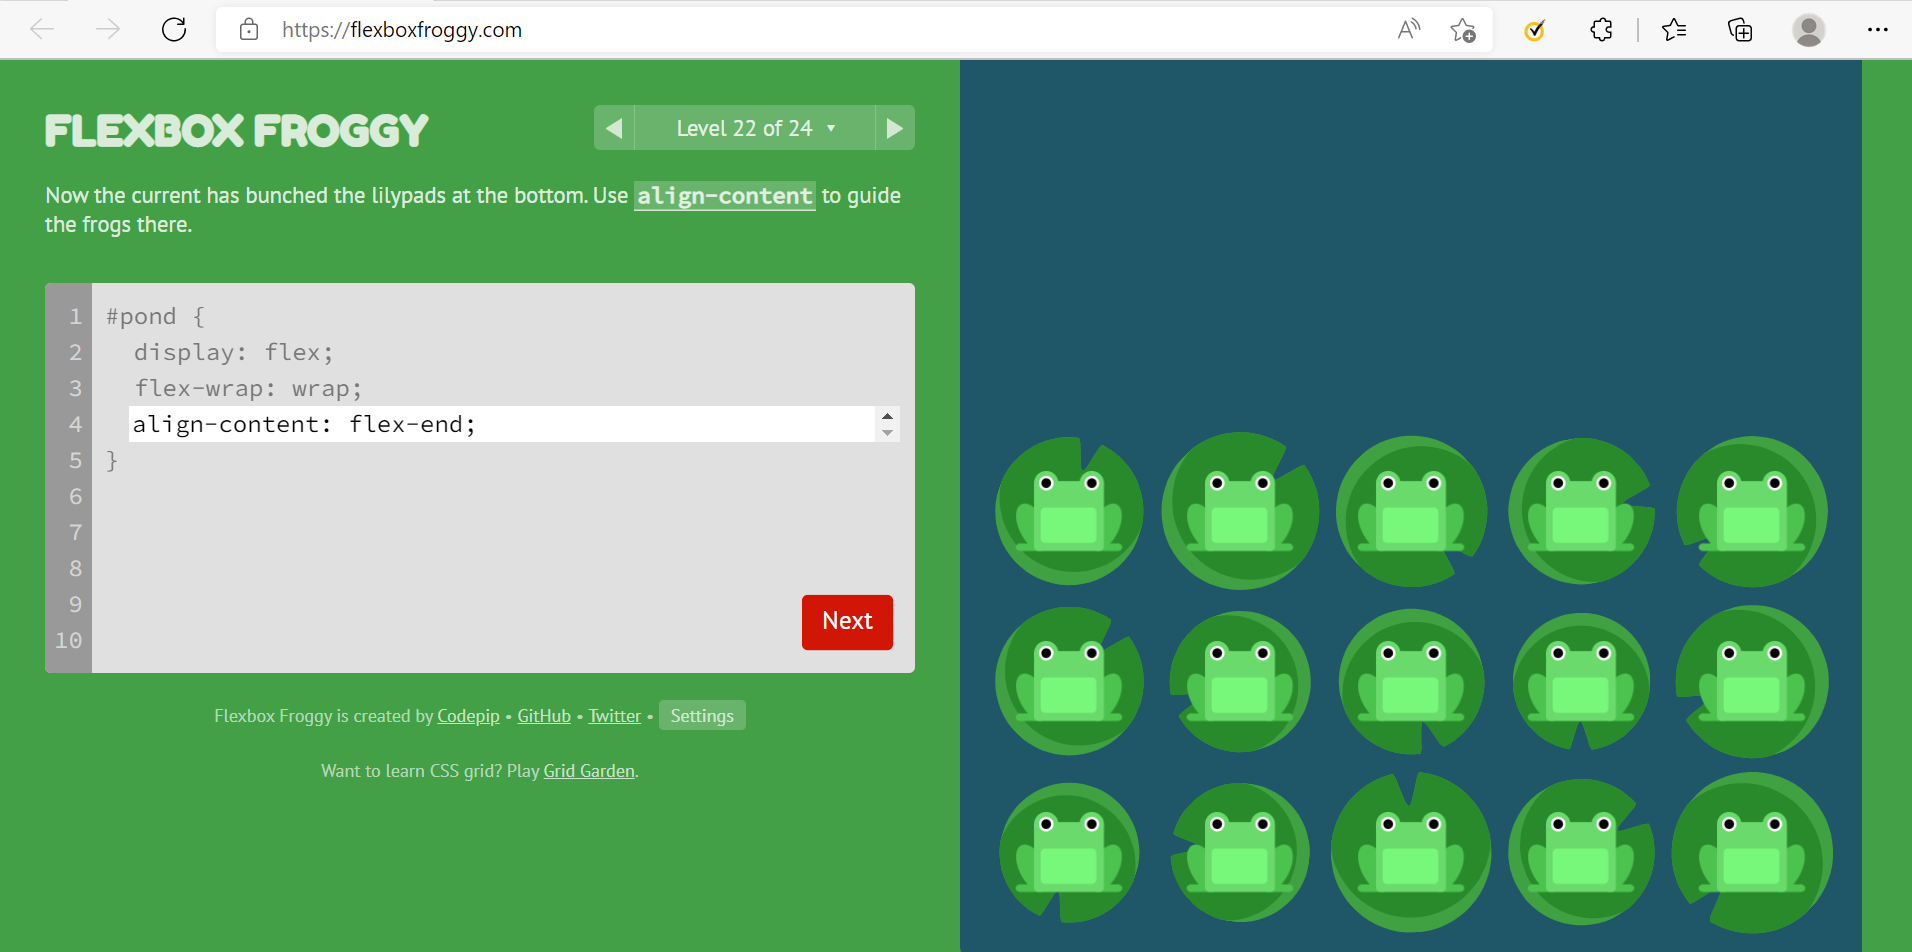 https://flexboxfroggy.com
FLEXBOX FROGGY
Level 22 of 24
Now the current has bunched the lilypads at the bottom. Use align-content to guide
the frogs there.
1 #pond {
2 display: flex;
3 flex-wrap: wrap;
4 align-content: flex-end;
5 }
6
7
8
9
10
Next
Flexbox Froggy is created by Codepip • GitHub • Twitter • Settings
Want to learn CSS grid? Play Grid Garden.